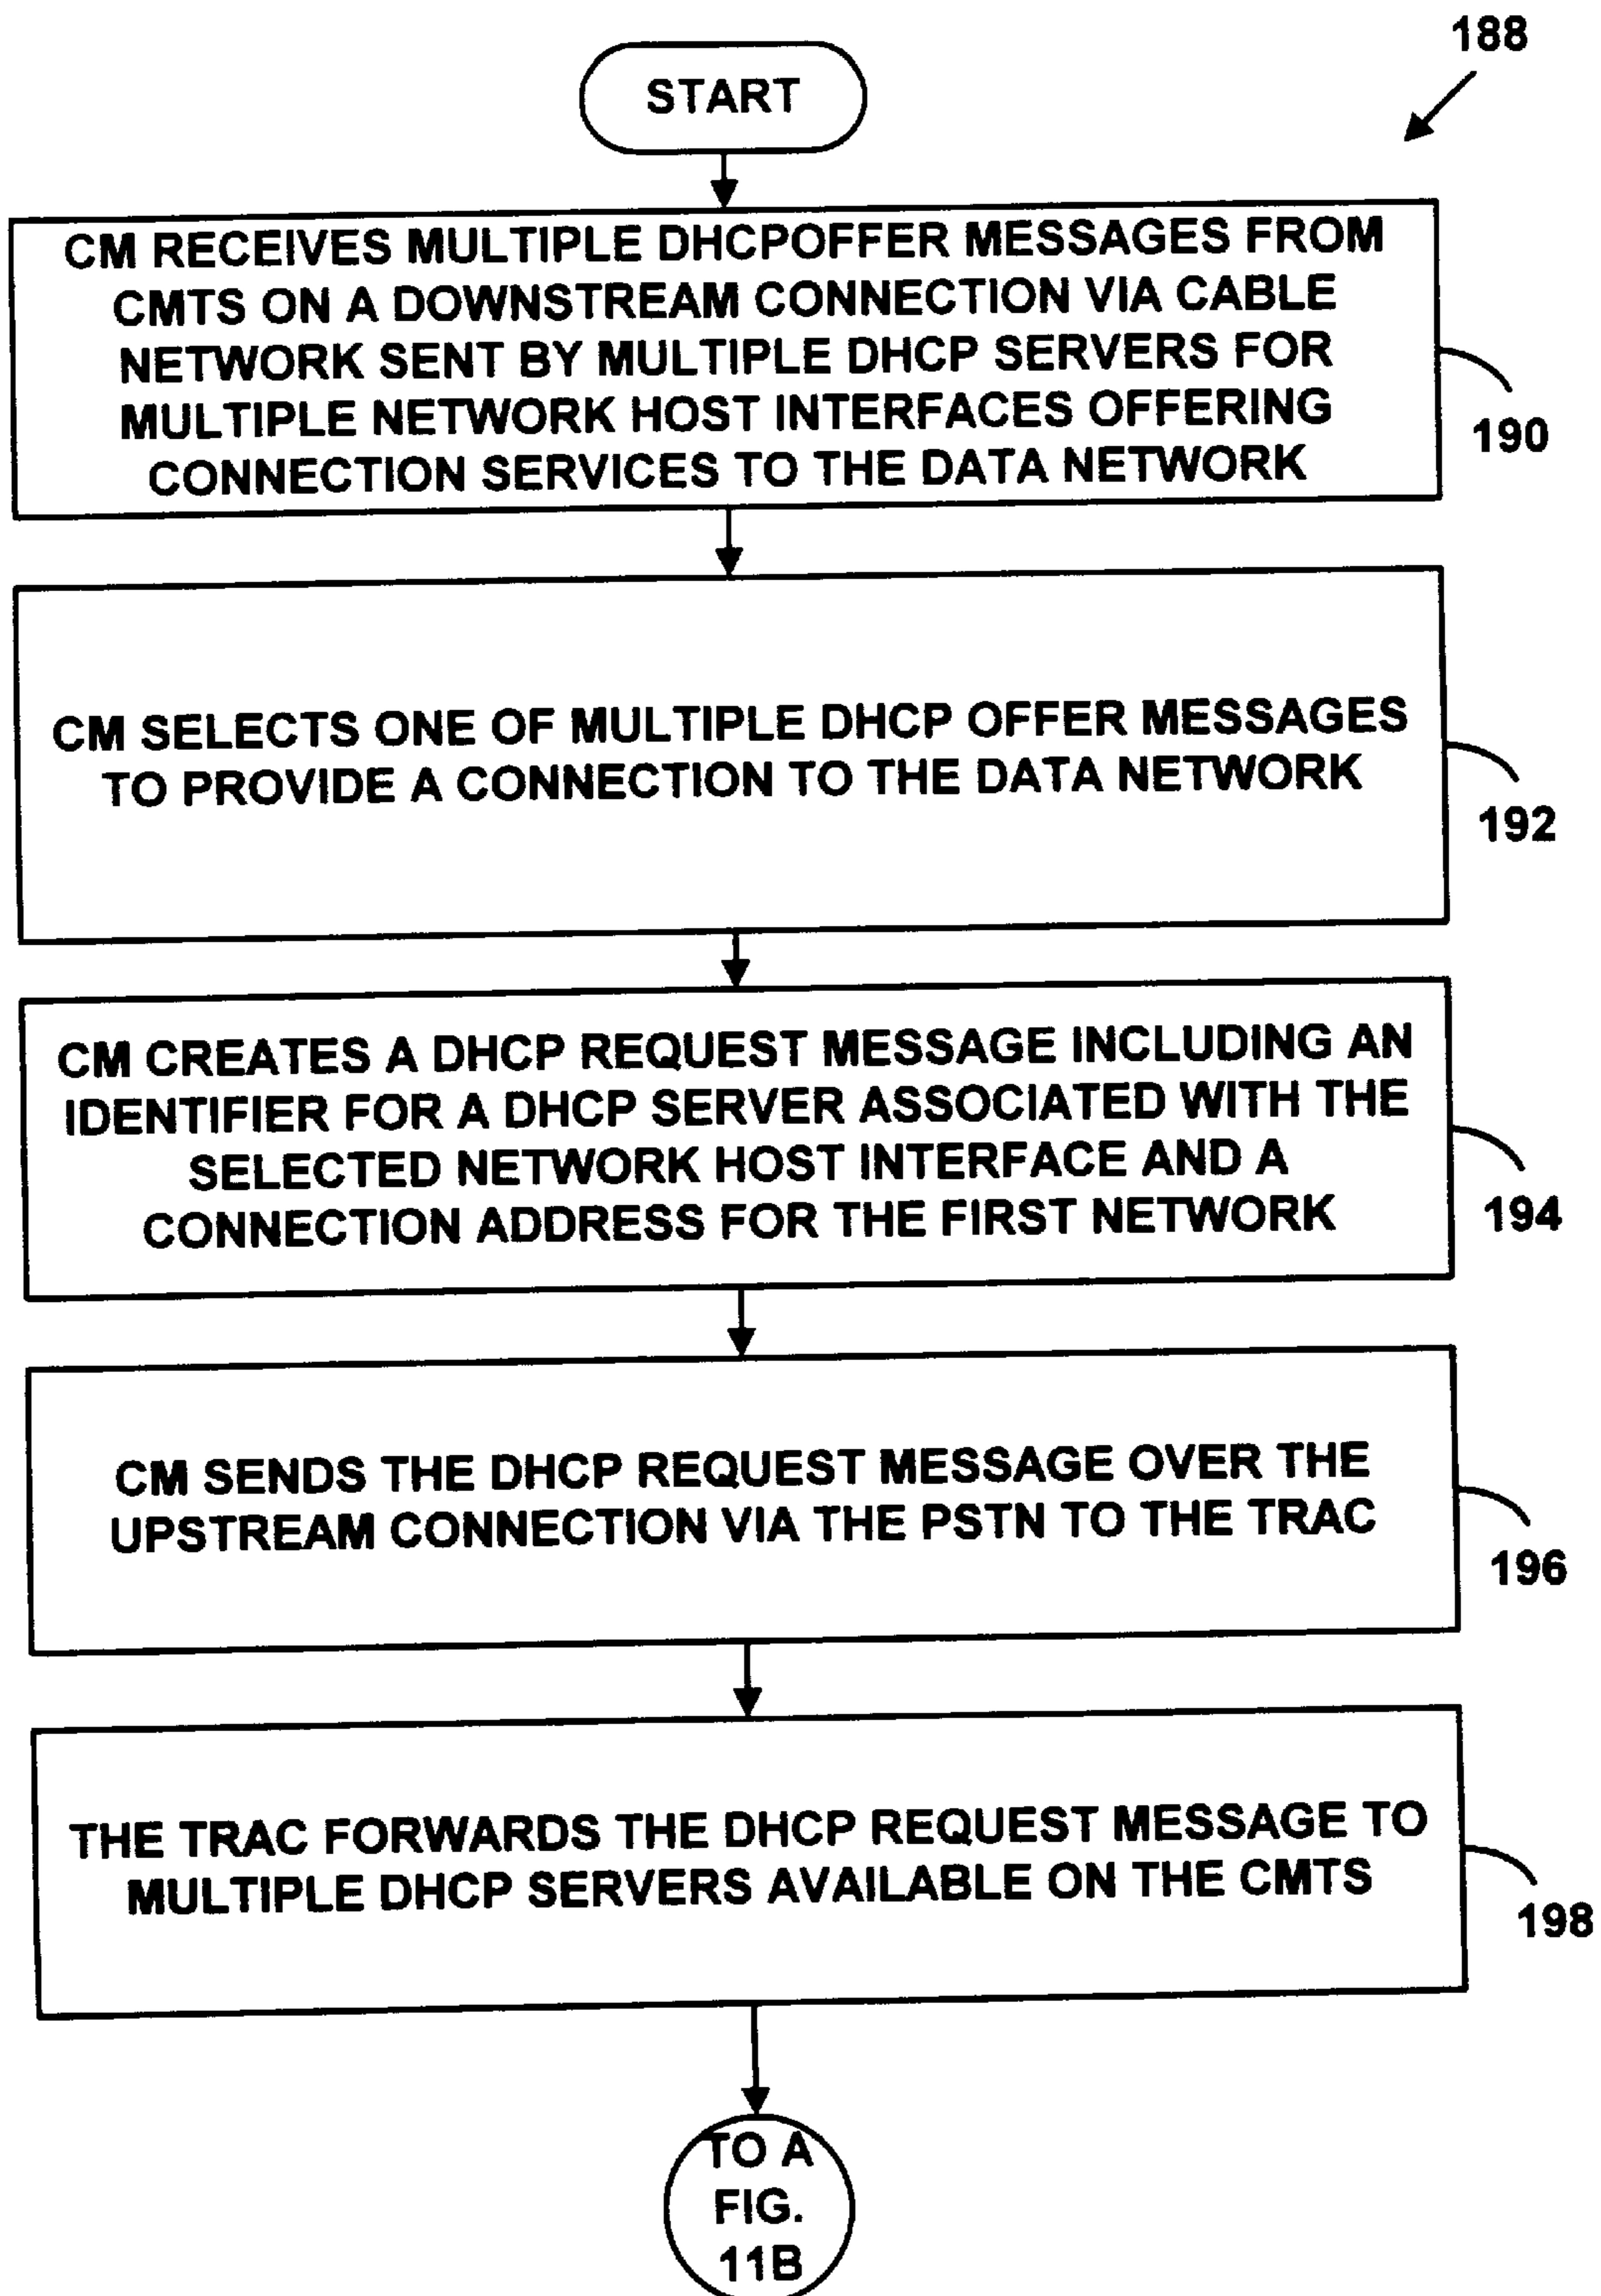 188
START
CM RECEIVES MULTIPLE DHCPOFFER MESSAGES FROM
CMTS ON A DOWNSTREAM CONNECTION VIA CABLE
NETWORK SENT BY MULTIPLE DHCP SERVERS FOR
MULTIPLE NETWORK HOST INTERFACES OFFERING
CONNECTION SERVICES TO THE DATA NETWORK
190
CM SELECTS ONE OF MULTIPLE DHCP OFFER MESSAGES
TO PROVIDE A CONNECTION TO THE DATA NETWORK
192
CM CREATES A DHCP REQUEST MESSAGE INCLUDING AN
IDENTIFIER FOR A DHCP SERVER ASSOCIATED WITH THE
SELECTED NETWORK HOST INTERFACE AND A
CONNECTION ADDRESS FOR THE FIRST NETWORK
194
CM SENDS THE DHCP REQUEST MESSAGE OVER THE
UPSTREAM CONNECTION VIA THE PSTN TO THE TRAC
196
THE TRAC FORWARDS THE DHCP REQUEST MESSAGE TO
MULTIPLE DHCP SERVERS AVAILABLE ON THE CMTS
198
TO A
FIG.
11B